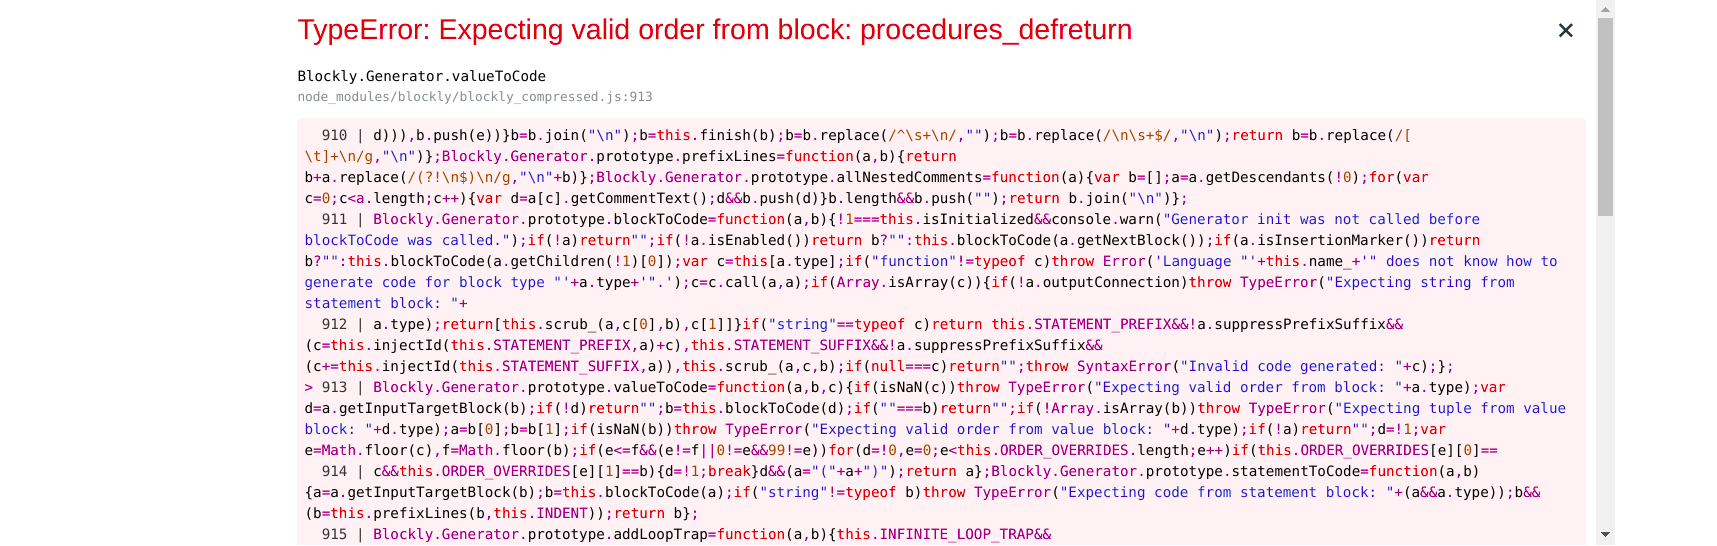 TypeError: Expecting valid order from block: procedures_defreturn
×
Blockly.Generator.valueToCode
node_modules/blockly/blockly_compressed.js:913
910 | d))),b.push(e))}b=b.join("\n");b=this.finish(b);b=b.replace(/^\s+\n/,"");b=b.replace(/\n\s+$/,"\n");return b=b.replace(/[
\t]+\n/g,"\n")};Blockly.Generator.prototype.prefixLines=function(a,b){return
b+a.replace(/(?!\n$)\n/g,"\n"+b)};Blockly.Generator.prototype.allNestedComments=function(a){var b=[];a=a.getDescendants(!0);for(var
c=0;c<a.length;c++){var d=a[c].getCommentText();d&&b.push(d)}b.length&&b.push("");return b.join("\n")};
911 | Blockly.Generator.prototype.blockToCode=function(a,b){!1===this.isInitialized&&console.warn("Generator init was not called before
blockToCode was called.");if(!a)return"";if(!a.isEnabled())return b?"":this.blockToCode(a.getNextBlock());if(a.isInsertionMarker())return
b?"":this.blockToCode(a.getChildren(!1)[0]);var c=this[a.type];if("function"!=typeof c)throw Error('Language "'+this.name_+'" does not know how to
generate code for block type "'+a.type+'".');c=c.call(a,a);if(Array.isArray(c)){if(!a.outputConnection)throw TypeError("Expecting string from
statement block: "+
912 | a.type);return[this.scrub_(a,c[0],b),c[1]]}if("string"==typeof c)return this.STATEMENT_PREFIX&&!a.suppressPrefixSuffix&&
(c=this.injectId(this.STATEMENT_PREFIX,a)+c),this.STATEMENT_SUFFIX&&!a.suppressPrefixSuffix&&
(c+=this.injectId(this.STATEMENT_SUFFIX,a)),this.scrub_(a,c,b);if(null===c)return"";throw SyntaxError("Invalid code generated: "+c);};
> 913 | Blockly.Generator.prototype.valueToCode=function(a,b,c){if(isNaN(c))throw TypeError("Expecting valid order from block: "+a.type);var
d=a.getInputTargetBlock(b);if(!d)return"";b=this.blockToCode(d);if(""===b)return"";if(!Array.isArray(b))throw TypeError("Expecting tuple from value
block: "+d.type);a=b[0];b=b[1];if(isNaN(b))throw TypeError("Expecting valid order from value block: "+d.type);if(!a)return"";d=!1;var
e=Math.floor(c),f=Math.floor(b);if(e<=f&&(e!=f||0!=e&&99!=e))for(d=!0,e=0;e<this.ORDER_OVERRIDES.length;e++)if(this.ORDER_OVERRIDES[e][0]==
914 | c&&this.ORDER_OVERRIDES[e][1]==b){d=!1;break}d&&(a="("+a+")");return a};Blockly.Generator.prototype.statementToCode=function(a,b)
{a=a.getInputTargetBlock(b);b=this.blockToCode(a);if("string"!=typeof b)throw TypeError("Expecting code from statement block: "+(a&&a.type));b&&
(b=this.prefixLines(b,this.INDENT));return b};
915 | Blockly.Generator.prototype.addLoopTrap=function(a,b){this.INFINITE_LOOP_TRAP&&